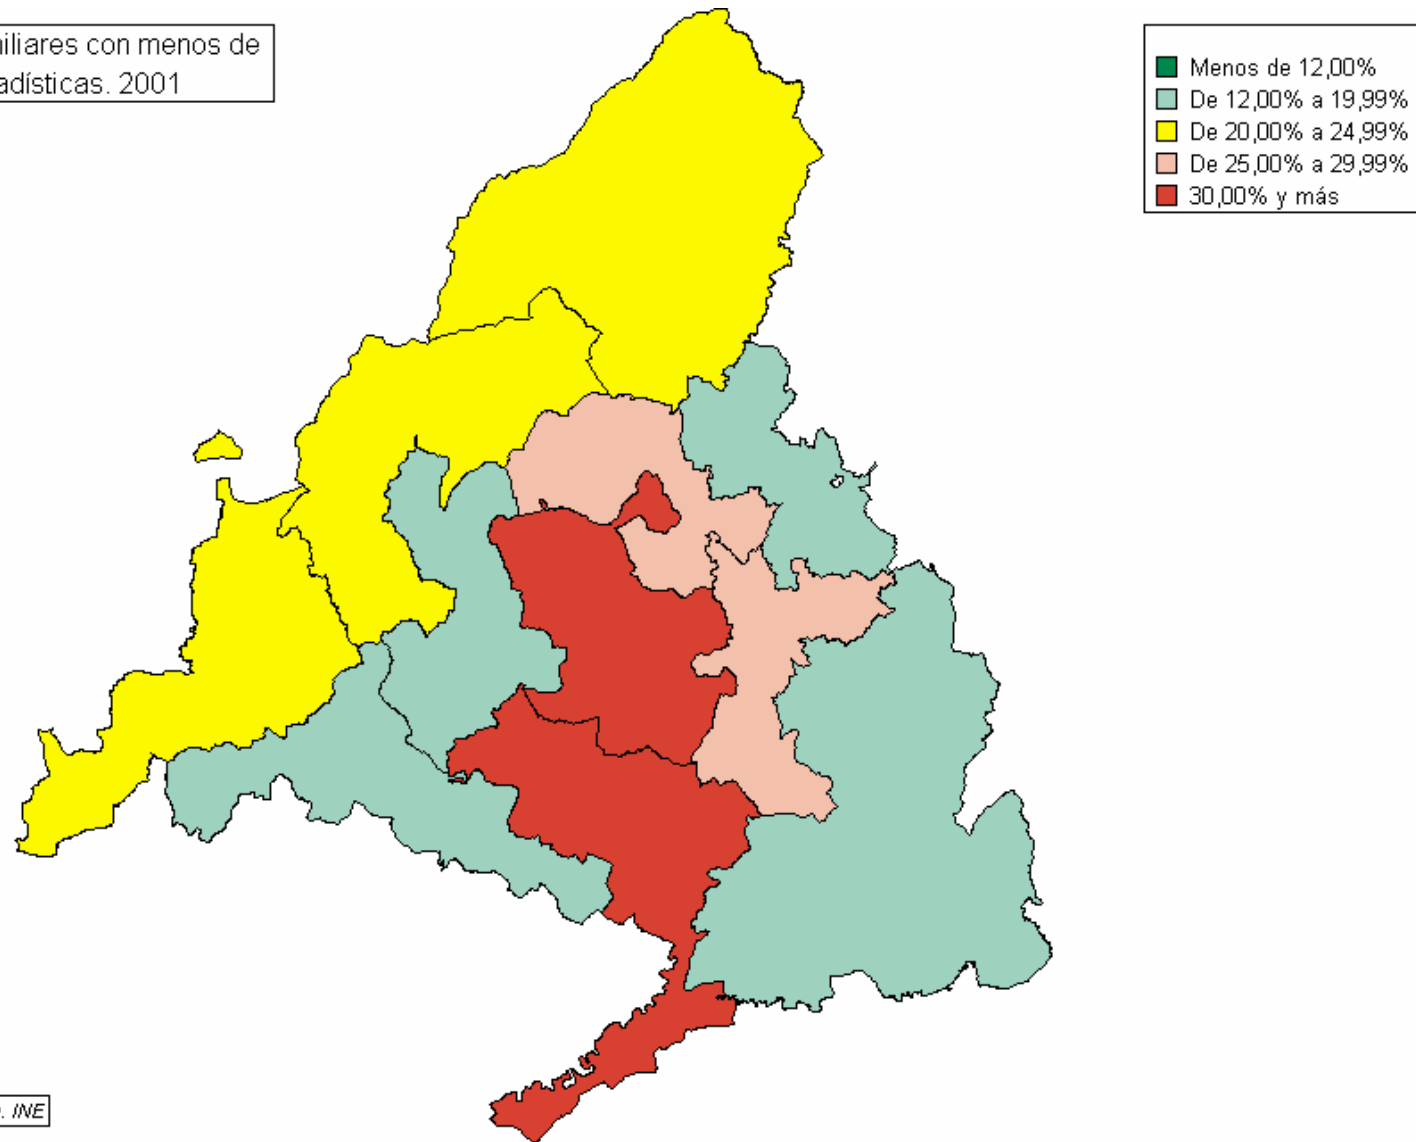 iliares con menos de
adísticas. 2001
Menos de 12,00%
De 12,00% a 19,99%
De 20,00% a 24,99%
De 25,00% a 29,99%
30,00% y más
. INE